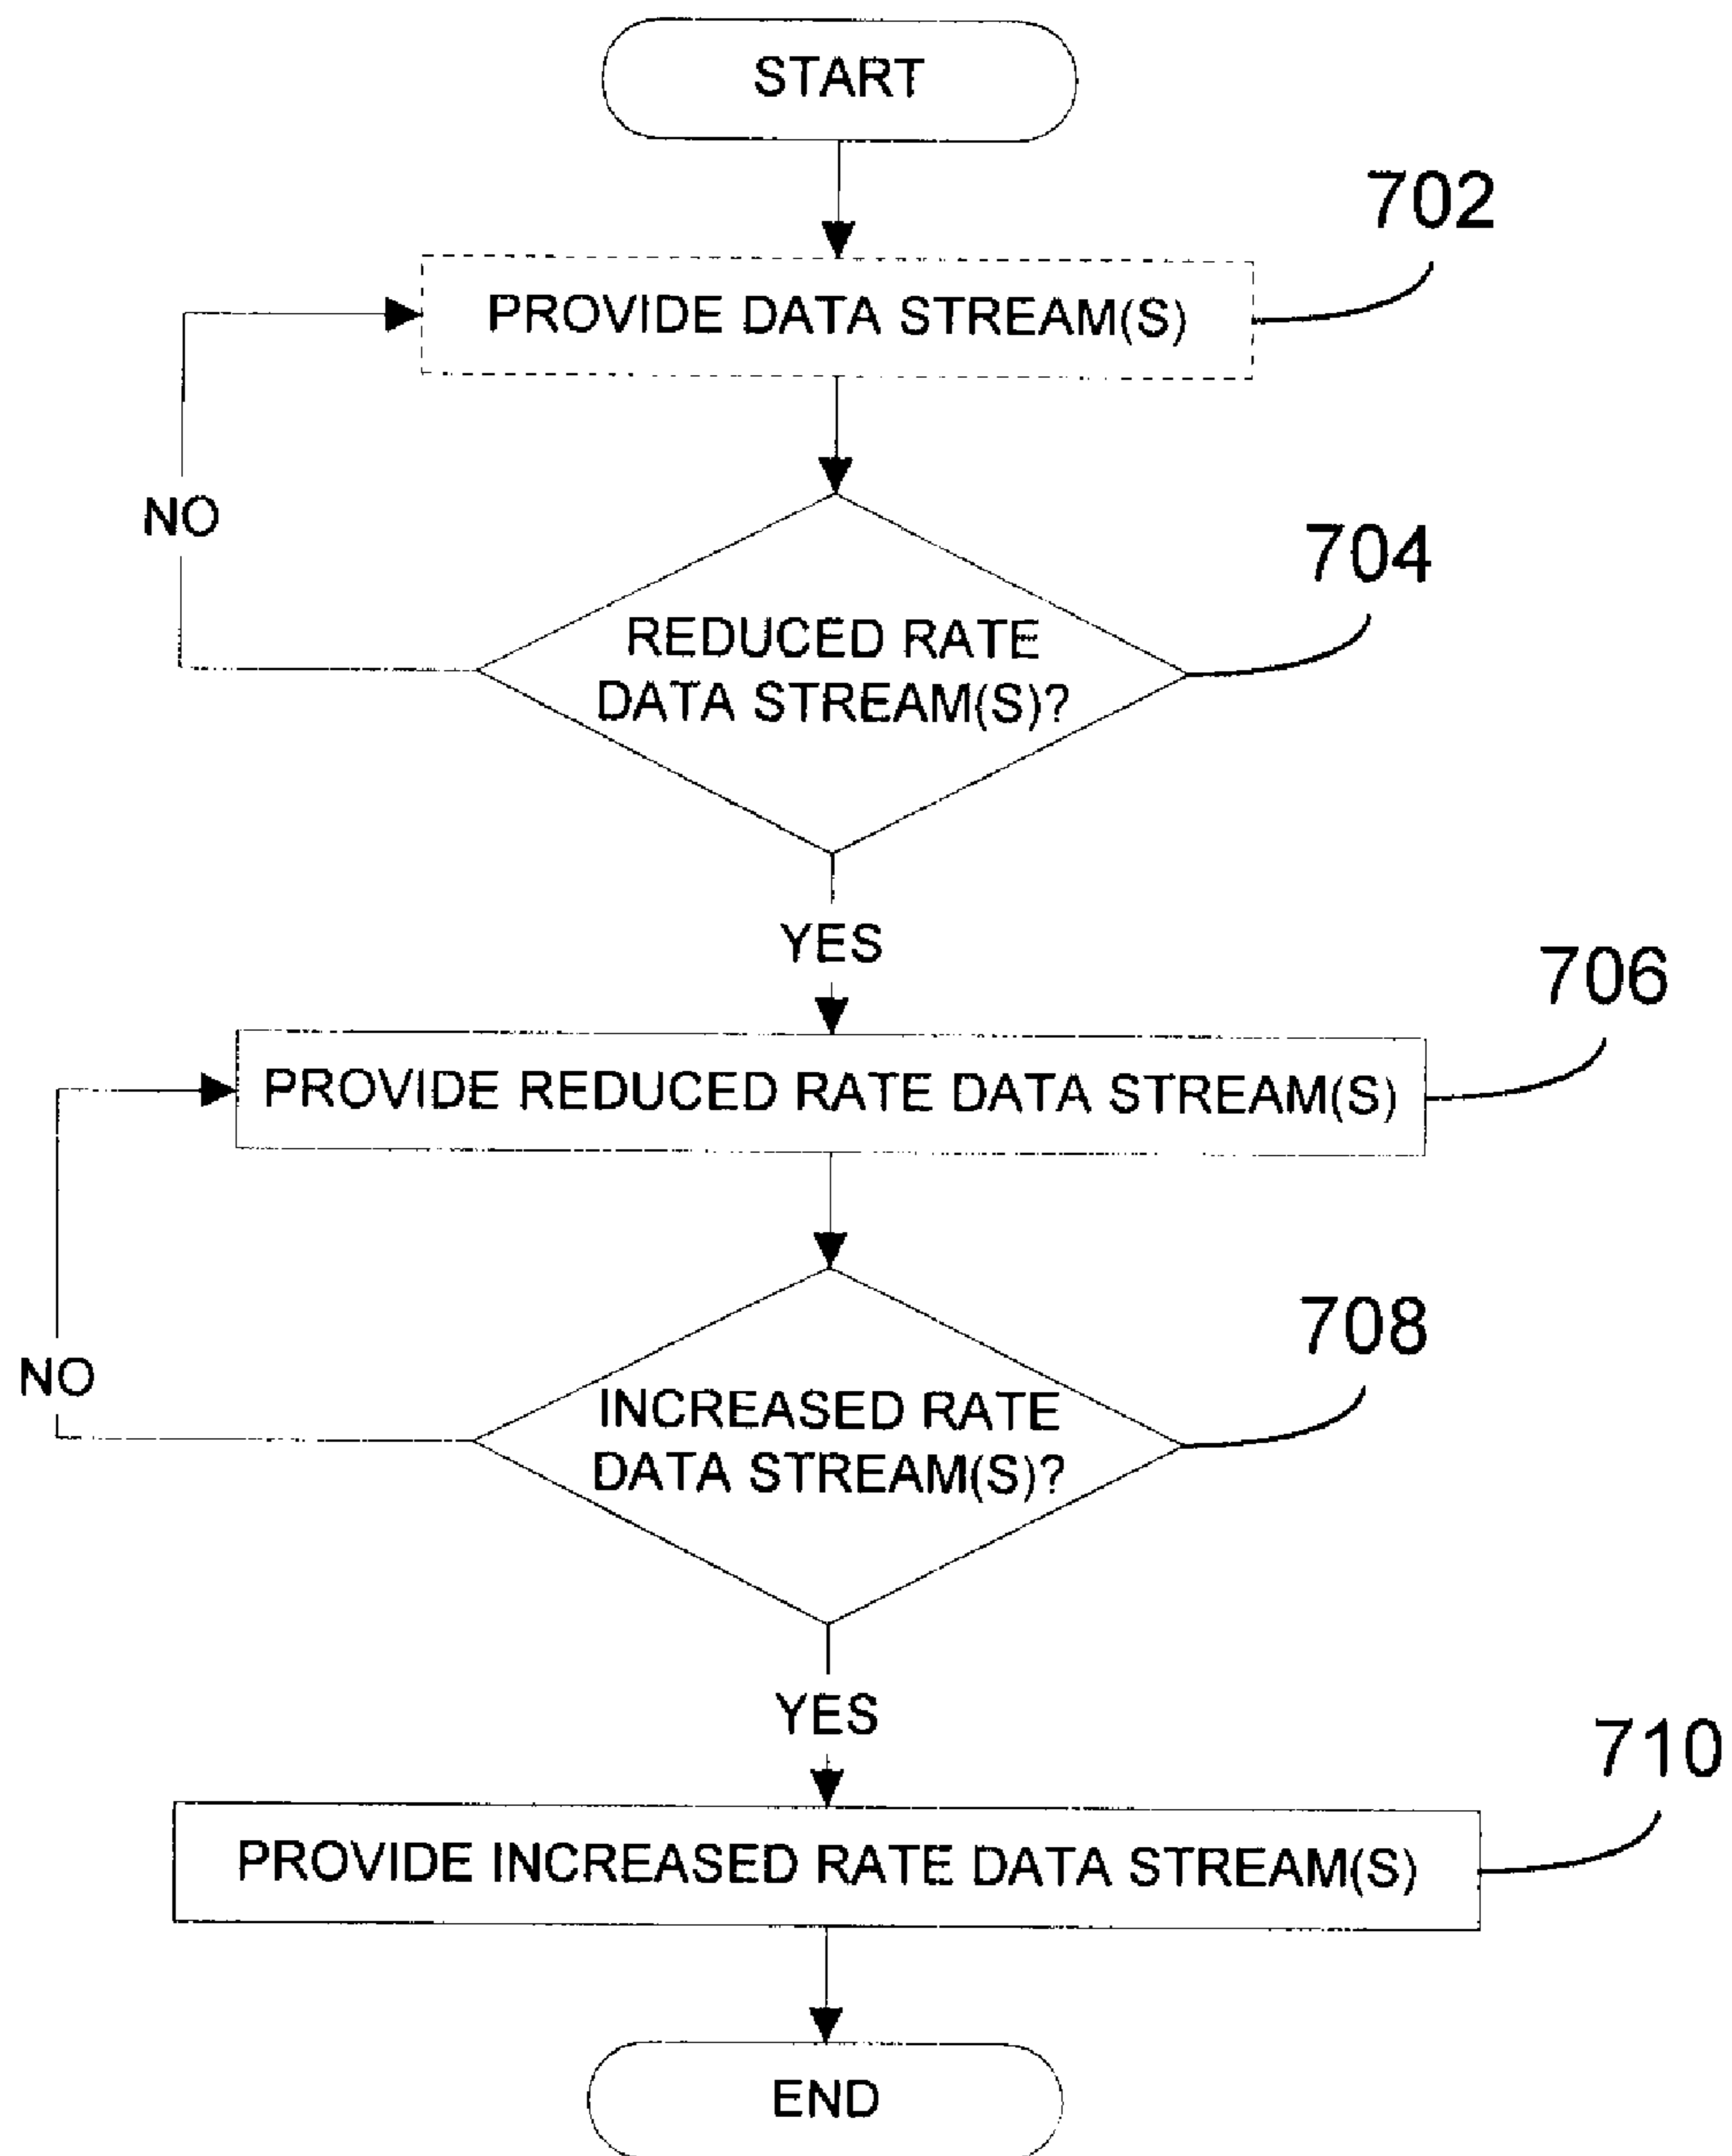 START
702
PROVIDE DATA STREAM(S)
NO
704
REDUCED RATE
DATA STREAM(S)?
YES
706
PROVIDE REDUCED RATE DATA STREAM(S)
708
NO
INCREASED RATE
DATA STREAM(S)?
YES
710
PROVIDE INCREASED RATE DATA STREAM(S)
END